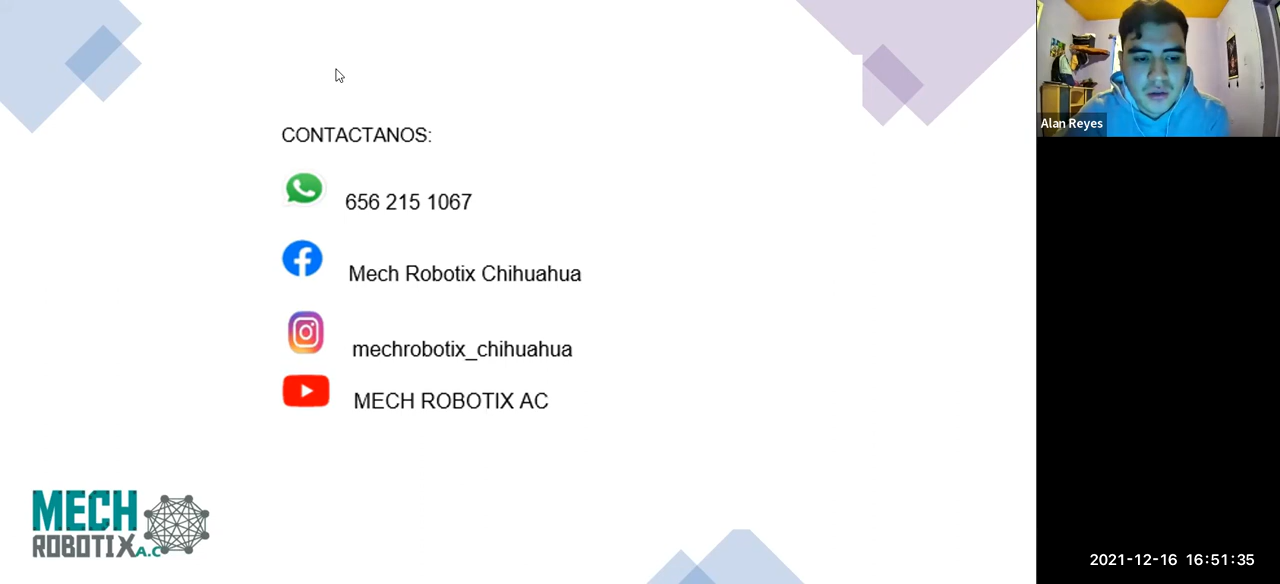 CONTACTANOS:
656 215 1067
Mech Robotix Chihuahua
mechrobotix_chihuahua
MECH ROBOTIX AC
MECH
ROBOTIX A.C
Alan Reyes
2021-12-16 16:51:35